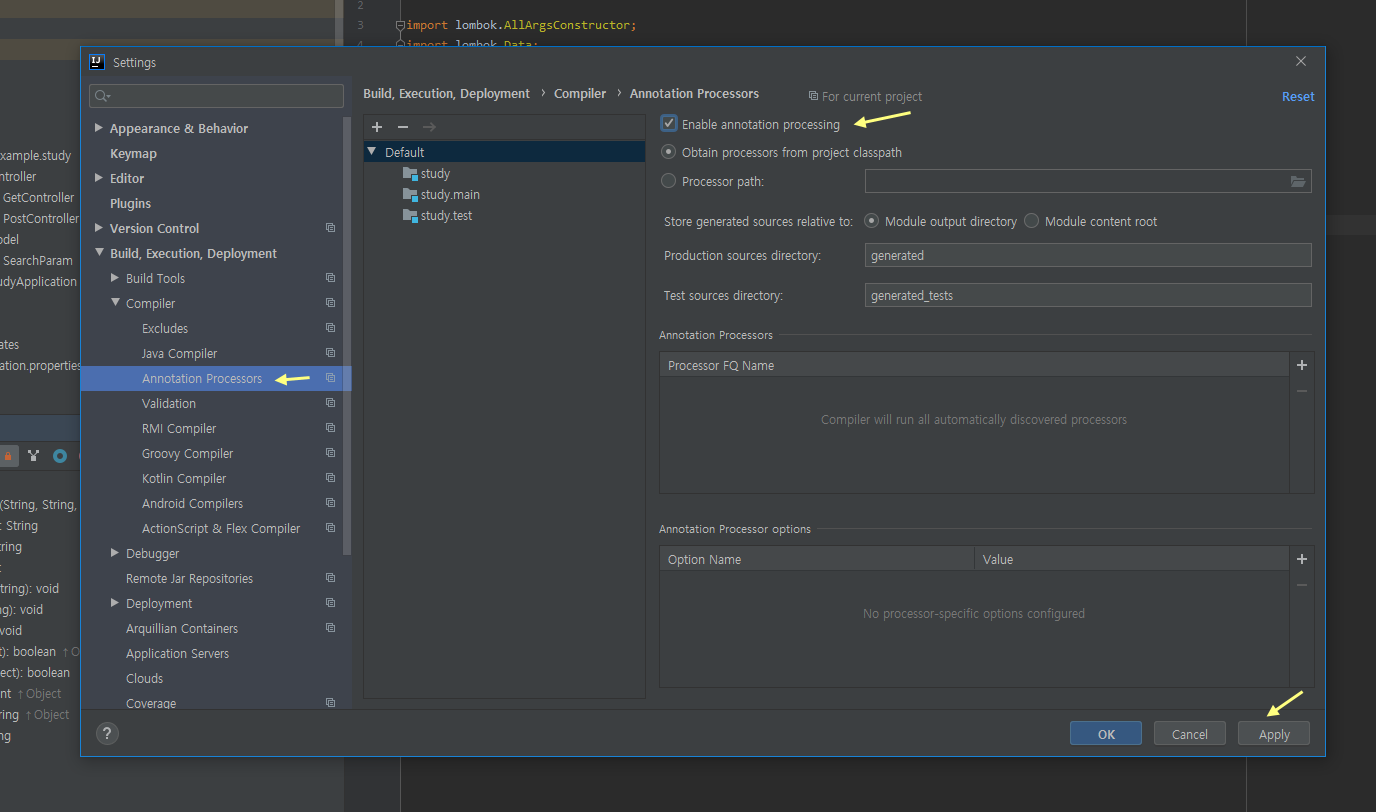 2
3 import lombok.AllArgsConstructor;
4 import lombok.Data;
Settings
Appearance & Behavior
Keymap
Editor
Plugins
Version Control
Build, Execution, Deployment
Build Tools
Compiler
Excludes
Java Compiler
Annotation Processors
Validation
RMI Compiler
Groovy Compiler
Kotlin Compiler
Android Compilers
ActionScript & Flex Compiler
Debugger
Remote Jar Repositories
Deployment
Arquillian Containers
Application Servers
Clouds
Coverage
Build, Execution, Deployment › Compiler › Annotation Processors
For current project
Reset
Default
study
study.main
study.test
Enable annotation processing
Obtain processors from project classpath
Processor path:
Store generated sources relative to: Module output directory Module content root
Production sources directory: generated
Test sources directory: generated_tests
Annotation Processors
Processor FQ Name
Compiler will run all automatically discovered processors
Annotation Processor options
Option Name Value
No processor-specific options configured
? OK Cancel Apply
xample.study
ntroller
GetController
PostController
odel
SearchParam
udyApplication
ates
ation.properties
(String, String,
: String
tring
:
tring): void
ng): void
void
t): boolean ↑O
ect): boolean
nt ↑Object
ring ↑Object
ng